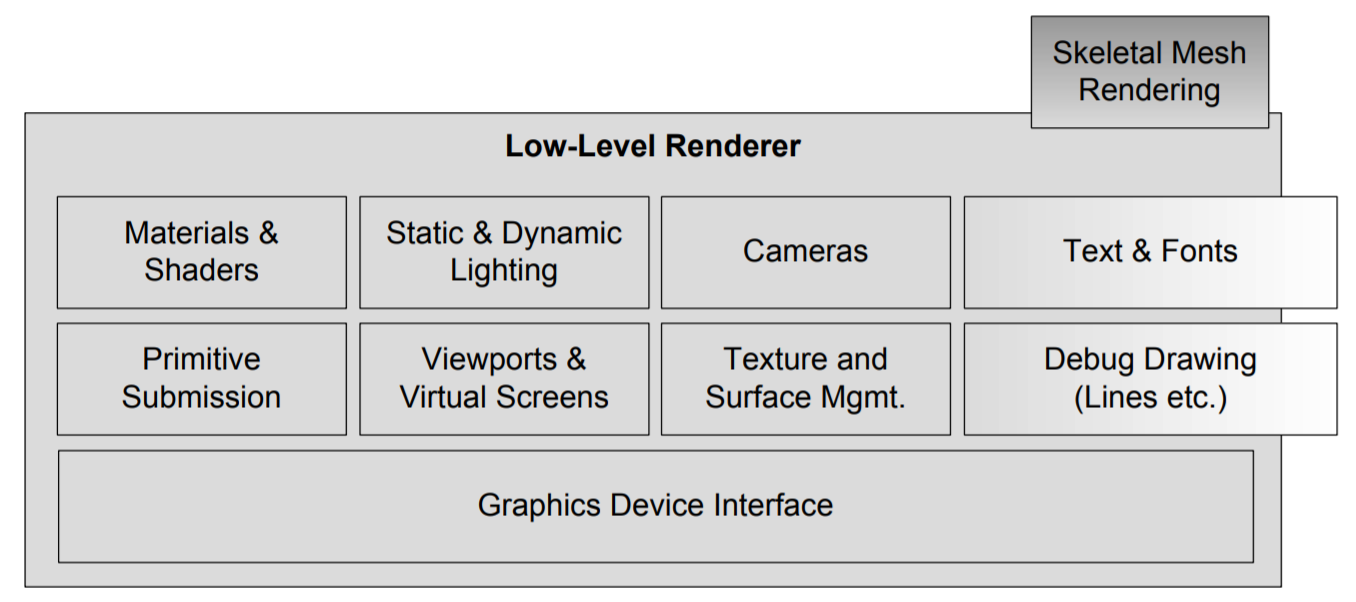 Skeletal Mesh
Rendering
Low-Level Renderer
Materials &
Shaders
Static & Dynamic
Lighting
Cameras
Text & Fonts
Primitive
Submission
Viewports &
Virtual Screens
Texture and
Surface Mgmt.
Debug Drawing
(Lines etc.)
Graphics Device Interface